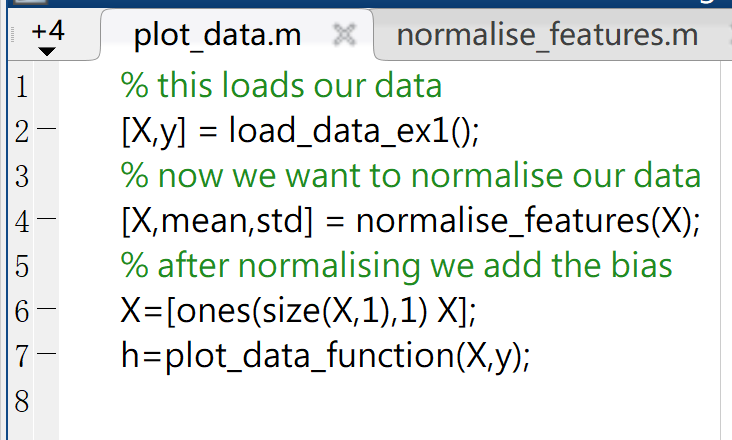 +4 plot_data.m normalise_features.m
1 % this loads our data
2 [X,y] = load_data_ex1();
3 % now we want to normalise our data
4 [X,mean,std] = normalise_features(X);
5 % after normalising we add the bias
6 X=[ones(size(X,1),1) X];
7 h=plot_data_function(X,y);
8